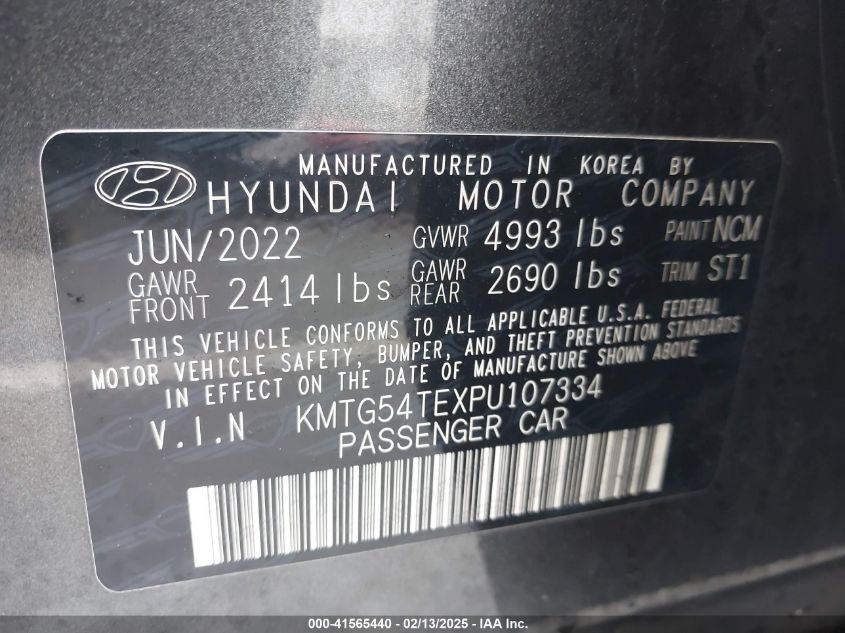 MANUFACTURED IN KOREA BY
HYUNDAI MOTOR COMPANY
JUN/2022 GVWR 4993 lbs PAINT NCM
GAWR FRONT 2414 lbs GAWR REAR 2690 lbs TRIM ST1
THIS VEHICLE CONFORMS TO ALL APPLICABLE U.S.A. FEDERAL
MOTOR VEHICLE SAFETY, BUMPER, AND THEFT PREVENTION STANDARDS
IN EFFECT ON THE DATE OF MANUFACTURE SHOWN ABOVE
V.I.N KMTG54TEXPU107334
PASSENGER CAR
000-41565440 - 02/13/2025 - IAA Inc.